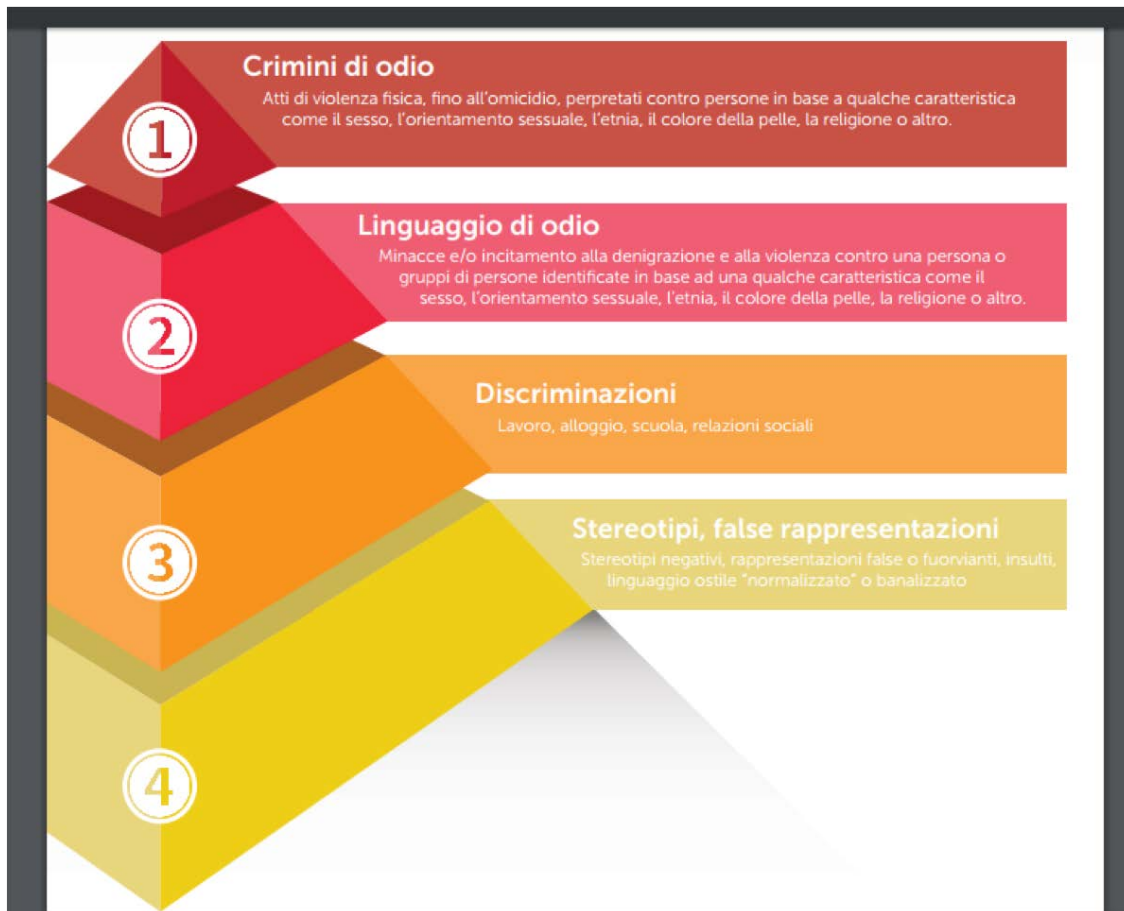 1
Crimini di odio
Atti di violenza fisica, fino all'omicidio, perpretati contro persone in base a qualche caratteristica
come il sesso, l'orientamento sessuale, l'etnia, il colore della pelle, la religione o altro.
2
Linguaggio di odio
Minacce e/o incitamento alla denigrazione e alla violenza contro una persona o
gruppi di persone identificate in base ad una qualche caratteristica come il
sesso, l'orientamento sessuale, l'etnia, il colore della pelle, la religione o altro.
3
Discriminazioni
Lavoro, alloggio, scuola, relazioni sociali
4
Stereotipi, false rappresentazioni
Stereotipi negativi, rappresentazioni false o fuorvianti, insulti,
linguaggio ostile "normalizzato" o banalizzato